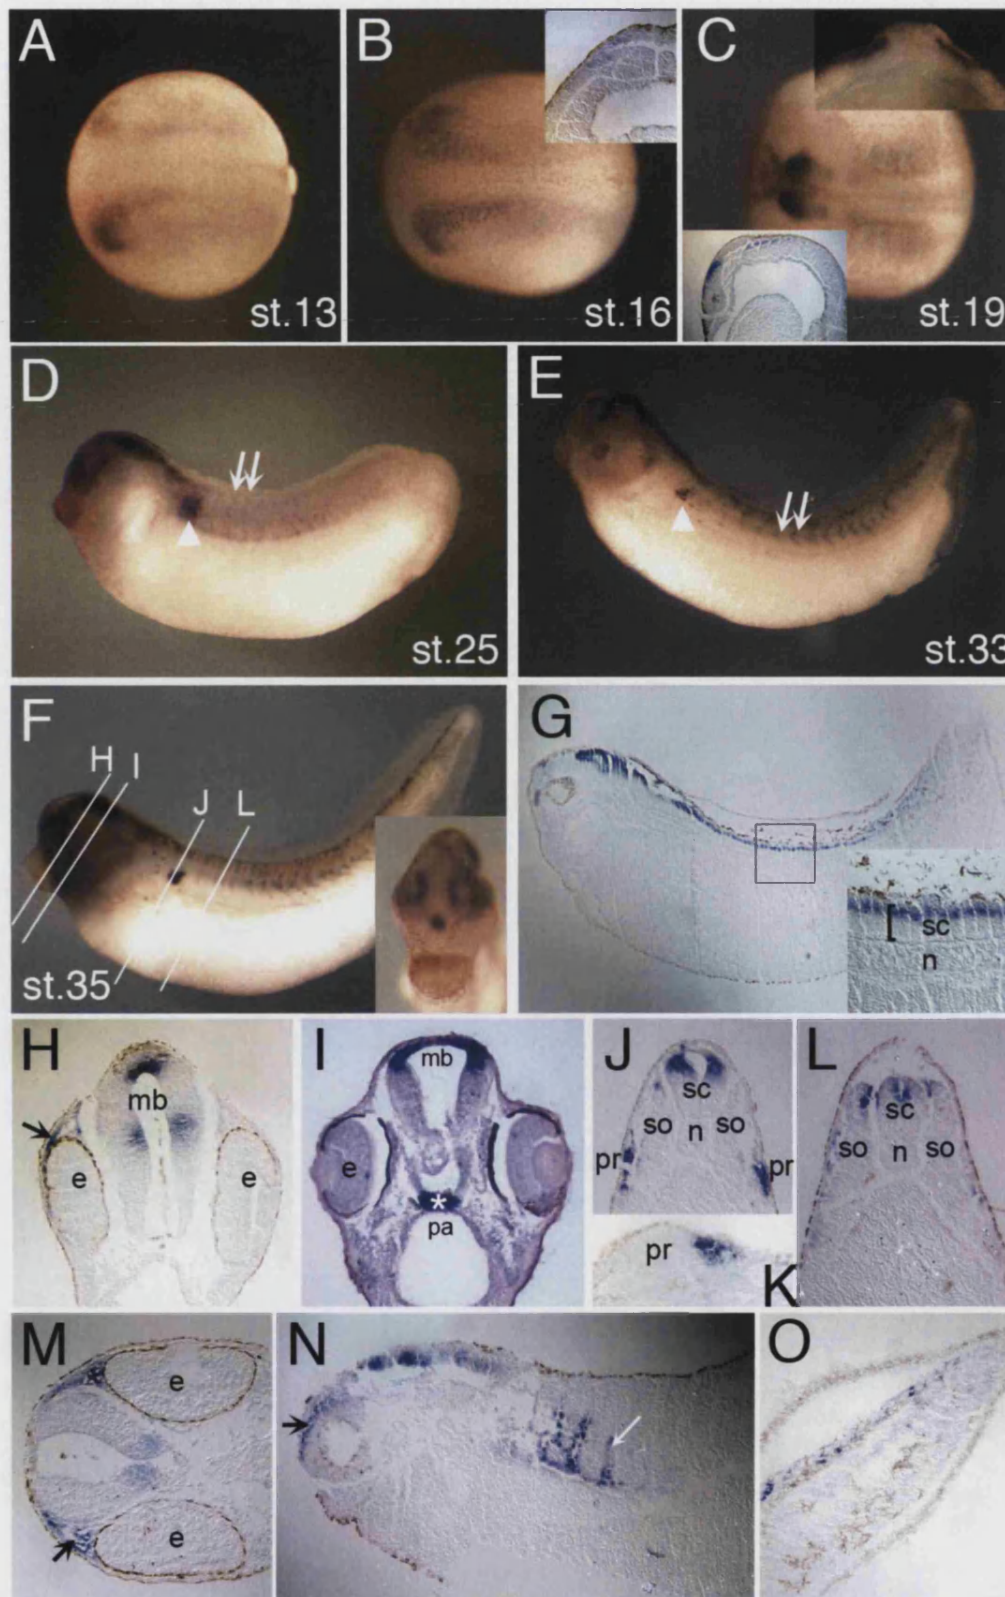 A
st.13
B
st.16
C
st.19
D
st.25
E
st.33
F
H
I
J
L
st.35
G
[
sc
n
H
mb
e
e
I
mb
e
*
pa
J
sc
so
n
so
pr
pr
pr
K
L
sc
so
n
so
M
e
e
N
O